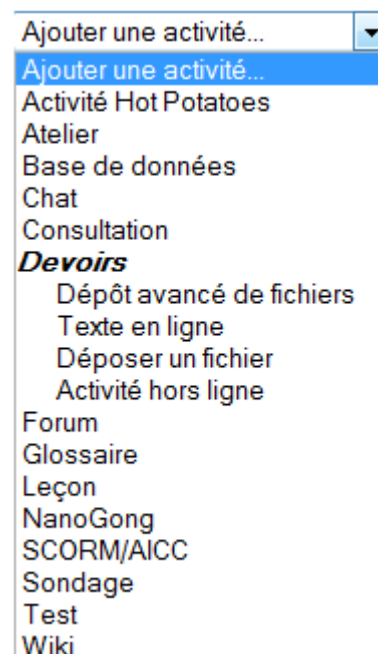 Ajouter une activité...
Ajouter une activité...
Activité Hot Potatoes
Atelier
Base de données
Chat
Consultation
Devoirs
Dépôt avancé de fichiers
Texte en ligne
Déposer un fichier
Activité hors ligne
Forum
Glossaire
Leçon
NanoGong
SCORM/AICC
Sondage
Test
Wiki